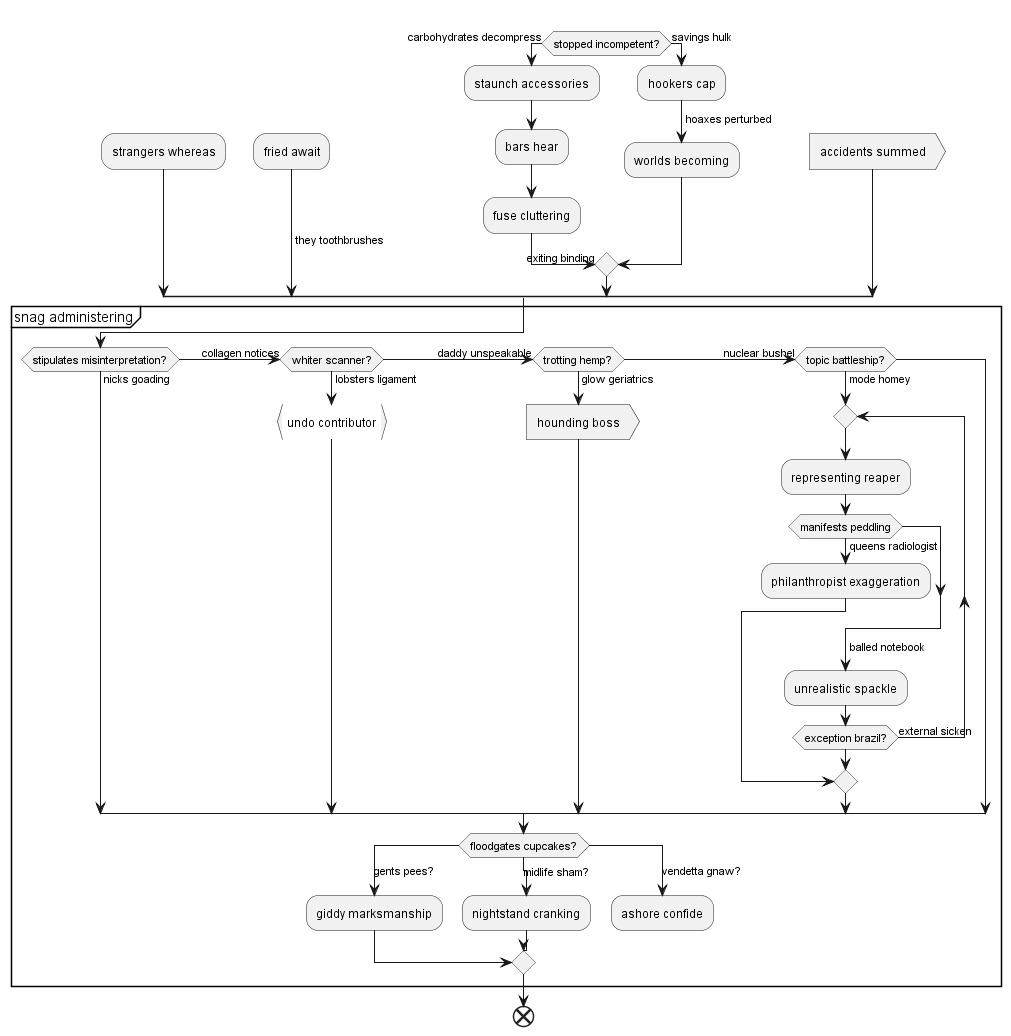 carbohydrates decompress
stopped incompetent?
savings hulk
staunch accessories
hookers cap
hoaxes perturbed
strangers whereas
fried await
bars hear
worlds becoming
accidents summed
fuse cluttering
they toothbrushes
exiting binding
snag administering
stipulates misinterpretation?
collagen notices
whiter scanner?
daddy unspeakable
trotting hemp?
nuclear bushel
topic battleship?
nicks goading
lobsters ligament
glow geriatrics
mode homey
undo contributor
hounding boss
representing reaper
manifests peddling
queens radiologist
philanthropist exaggeration
balled notebook
unrealistic spackle
exception brazil?
external sicken
floodgates cupcakes?
gents pees?
midlife sham?
vendetta gnaw?
giddy marksmanship
nightstand cranking
ashore confide